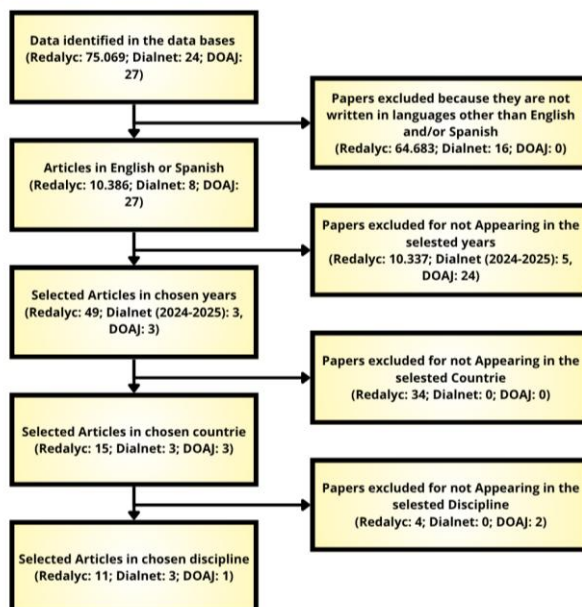 Data identified in the data bases
(Redalyc: 75.069; Dialnet: 24; DOAJ:
27)
Papers excluded because they are not
written in languages other than English
and/or Spanish
(Redalyc: 64.683; Dialnet: 16; DOAJ: 0)
Articles in English or Spanish
(Redalyc: 10.386; Dialnet: 8; DOAJ:
27)
Papers excluded for not Appearing in the
selested years
(Redalyc: 10.337; Dialnet (2024-2025): 5,
DOAJ: 24)
Selected Articles in chosen years
(Redalyc: 49; Dialnet (2024-2025): 3,
DOAJ: 3)
Papers excluded for not Appearing in the
selested Countrie
(Redalyc: 34; Dialnet: 0; DOAJ: 0)
Selected Articles in chosen countrie
(Redalyc: 15; Dialnet: 3; DOAJ: 3)
Papers excluded for not Appearing in the
selested Discipline
(Redalyc: 4; Dialnet: 0; DOAJ: 2)
Selected Articles in chosen discipline
(Redalyc: 11; Dialnet: 3; DOAJ: 1)